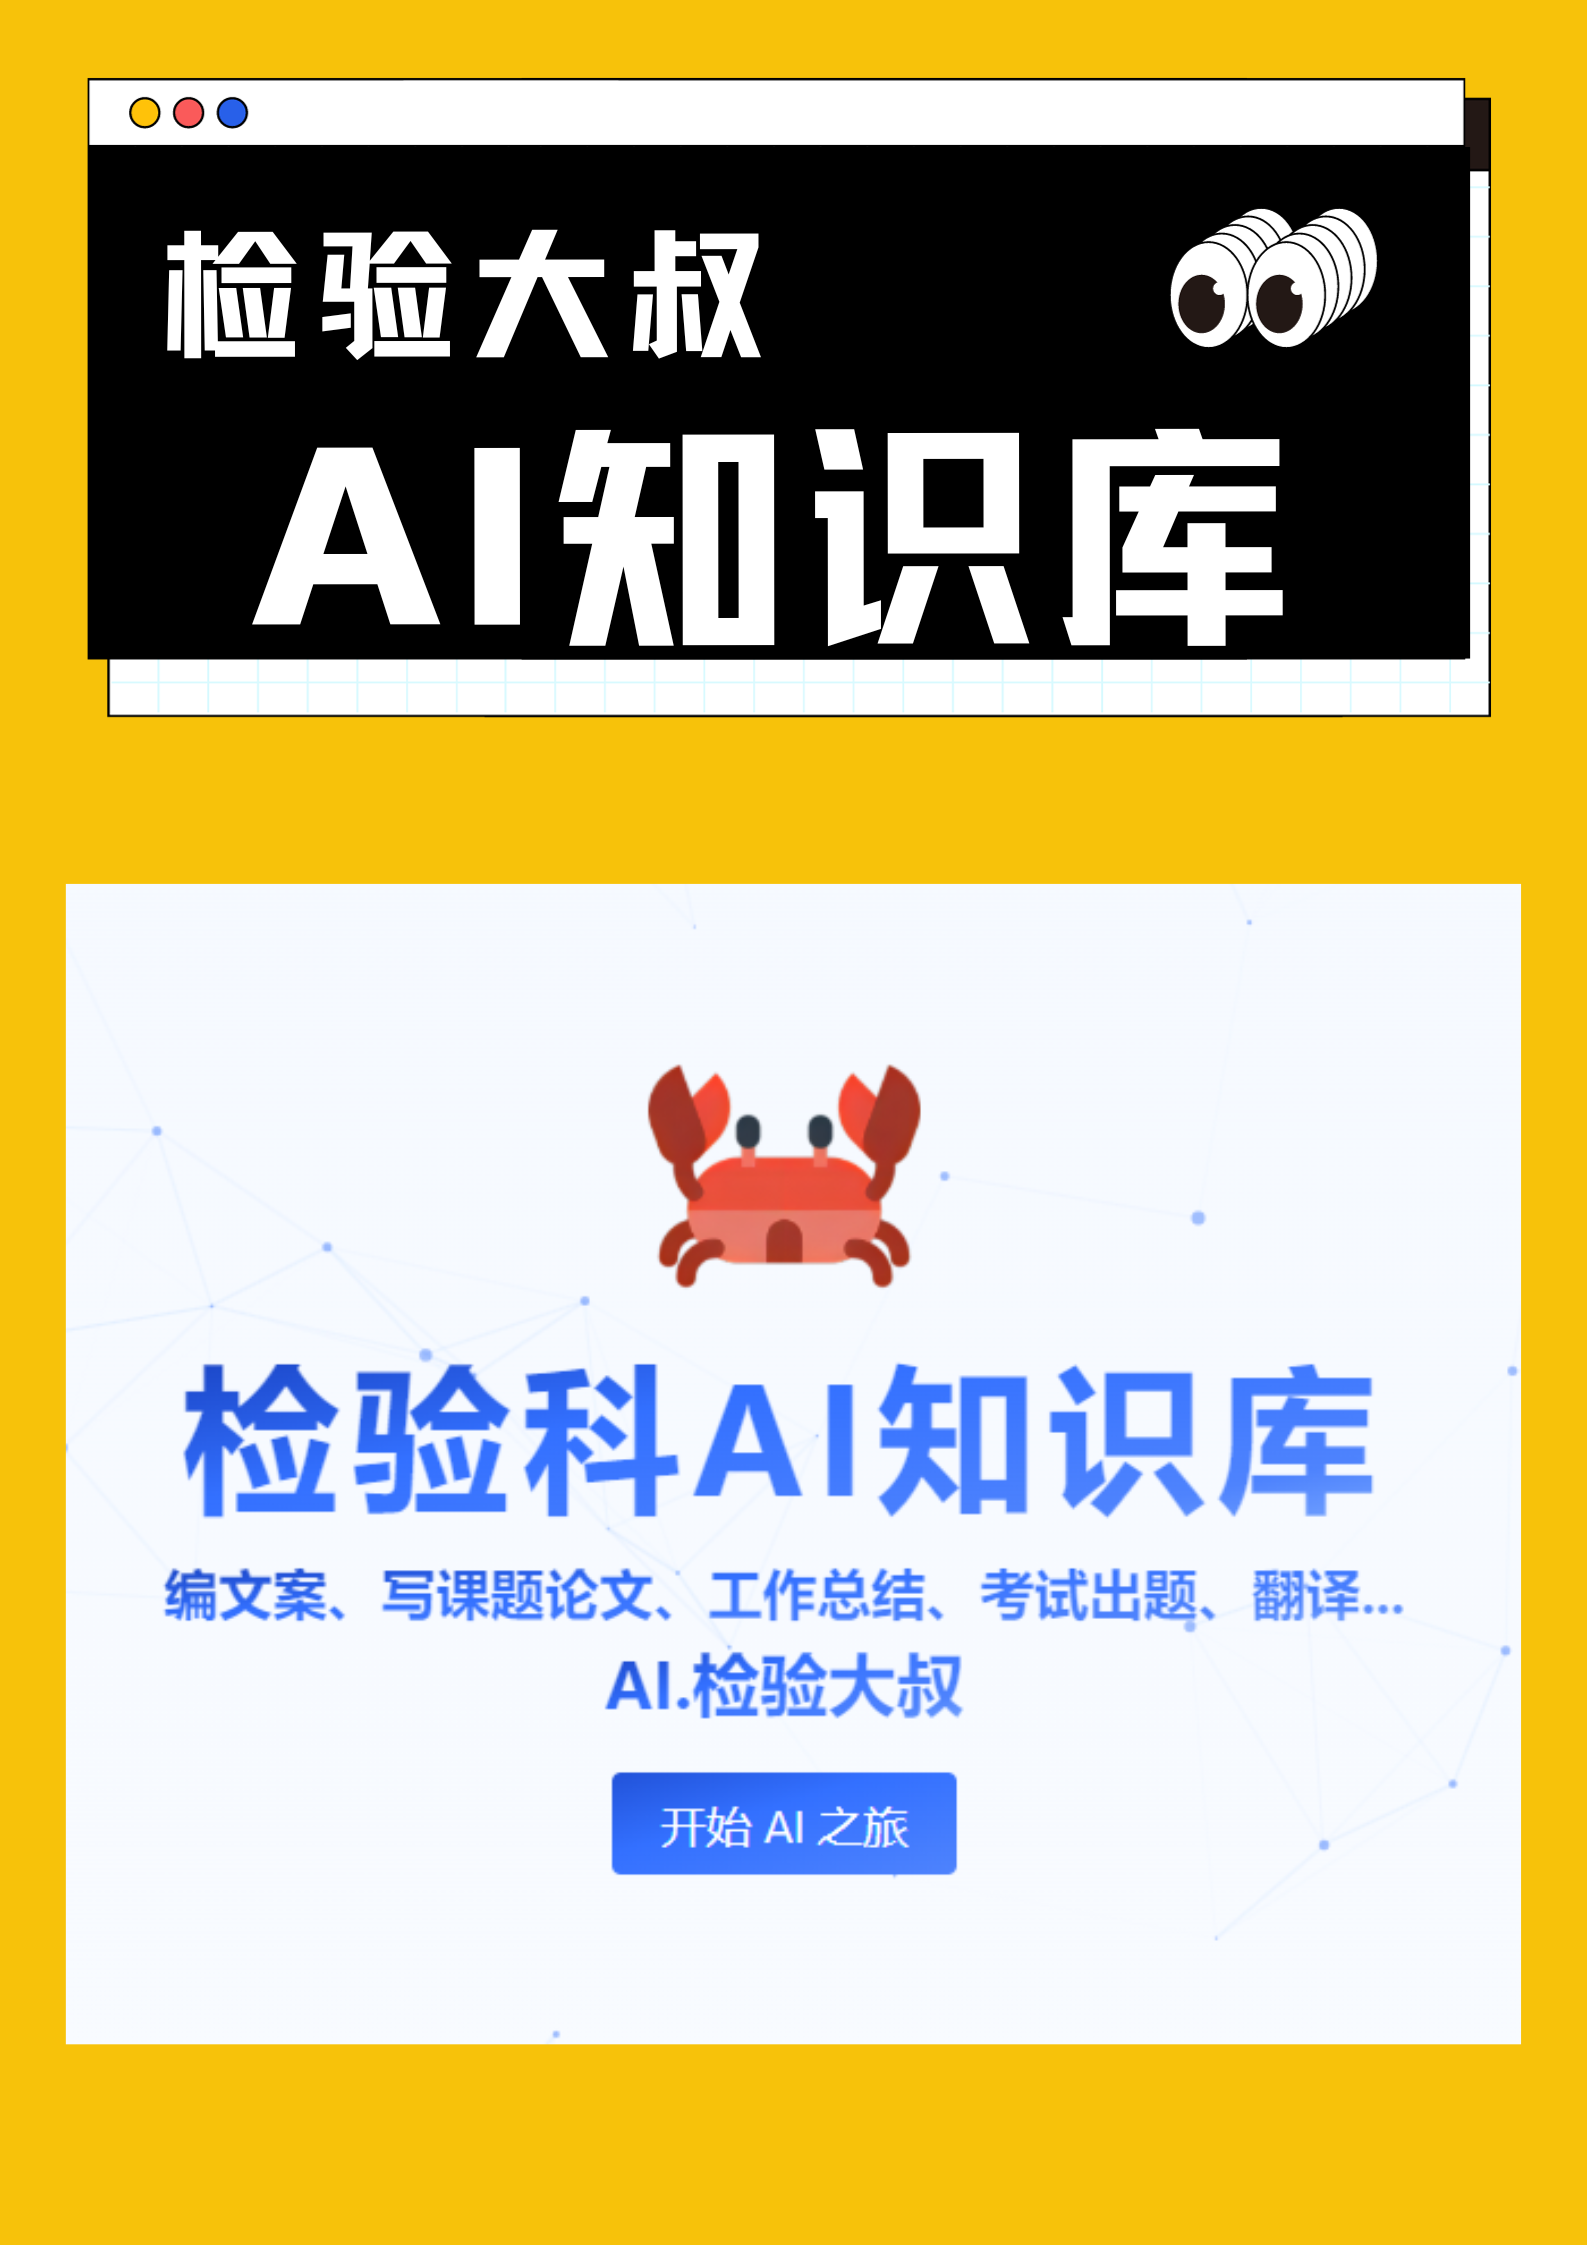 检验大叔
AI知识库
检验科AI知识库
编文案、写课题论文、工作总结、考试出题、翻译...
AI.检验大叔
开始 AI 之旅